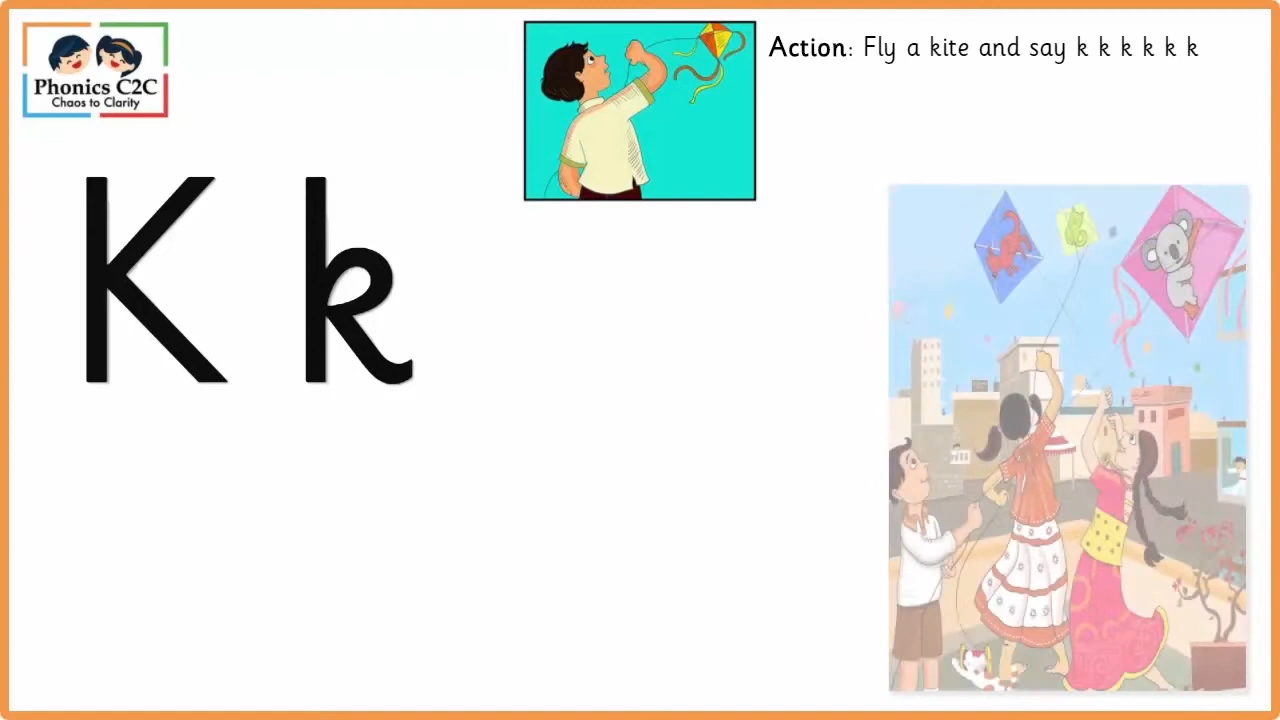 Phonics C2C
Chaos to Clarity
Action: Fly a kite and say k k k k k k
K k